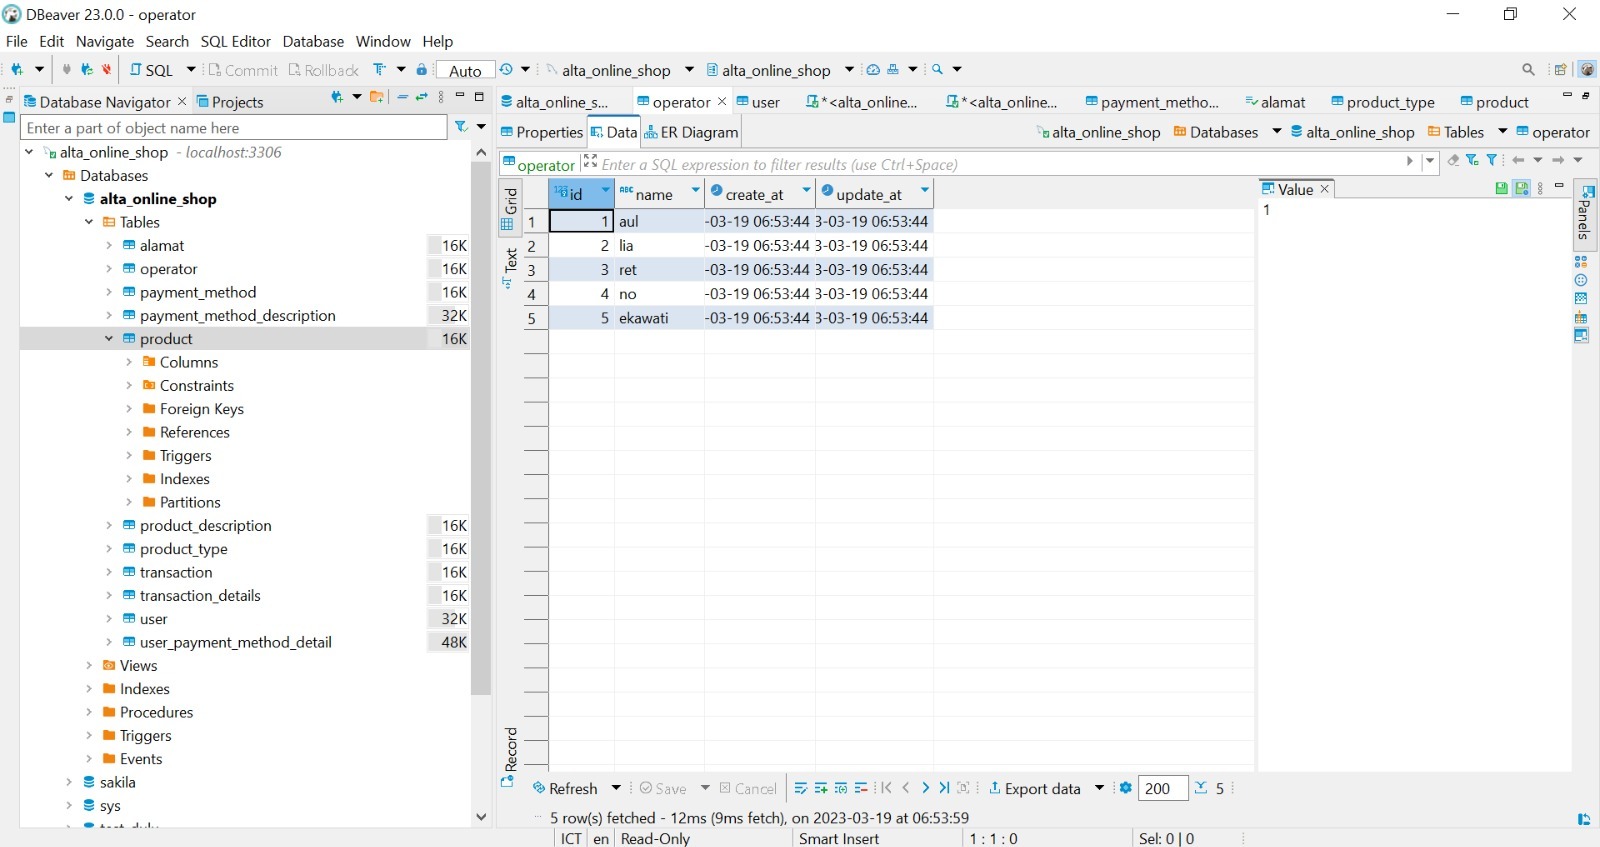 DBeaver 23.0.0 - operator
File Edit Navigate Search SQL Editor Database Window Help
SQL Commit Rollback Auto alta_online_shop alta_online_shop
Database Navigator Projects
alta_online_s... operator user *<alta_online... *<alta_online... payment_metho... alamat product_type product
Enter a part of object name here
Properties Data ER Diagram alta_online_shop Databases alta_online_shop Tables operator
operator Enter a SQL expression to filter results (use Ctrl+Space)
alta_online_shop - localhost:3306
Databases
alta_online_shop
Tables
alamat 16K
operator 16K
payment_method 16K
payment_method_description 32K
product 16K
Columns
Constraints
Foreign Keys
References
Triggers
Indexes
Partitions
product_description 16K
product_type 16K
transaction 16K
transaction_details 16K
user 32K
user_payment_method_detail 48K
Views
Indexes
Procedures
Triggers
Events
sakila
sys
Grid
Text
Record
123 id ABC name create_at update_at
1 1 aul -03-19 06:53:44 3-03-19 06:53:44
2 2 lia -03-19 06:53:44 3-03-19 06:53:44
3 3 ret -03-19 06:53:44 3-03-19 06:53:44
4 4 no -03-19 06:53:44 3-03-19 06:53:44
5 5 ekawati -03-19 06:53:44 3-03-19 06:53:44
Value
1
Panels
Refresh Save Cancel Export data 200 5
5 row(s) fetched - 12ms (9ms fetch), on 2023-03-19 at 06:53:59
ICT en Read-Only Smart Insert 1 : 1 : 0 Sel: 0 | 0